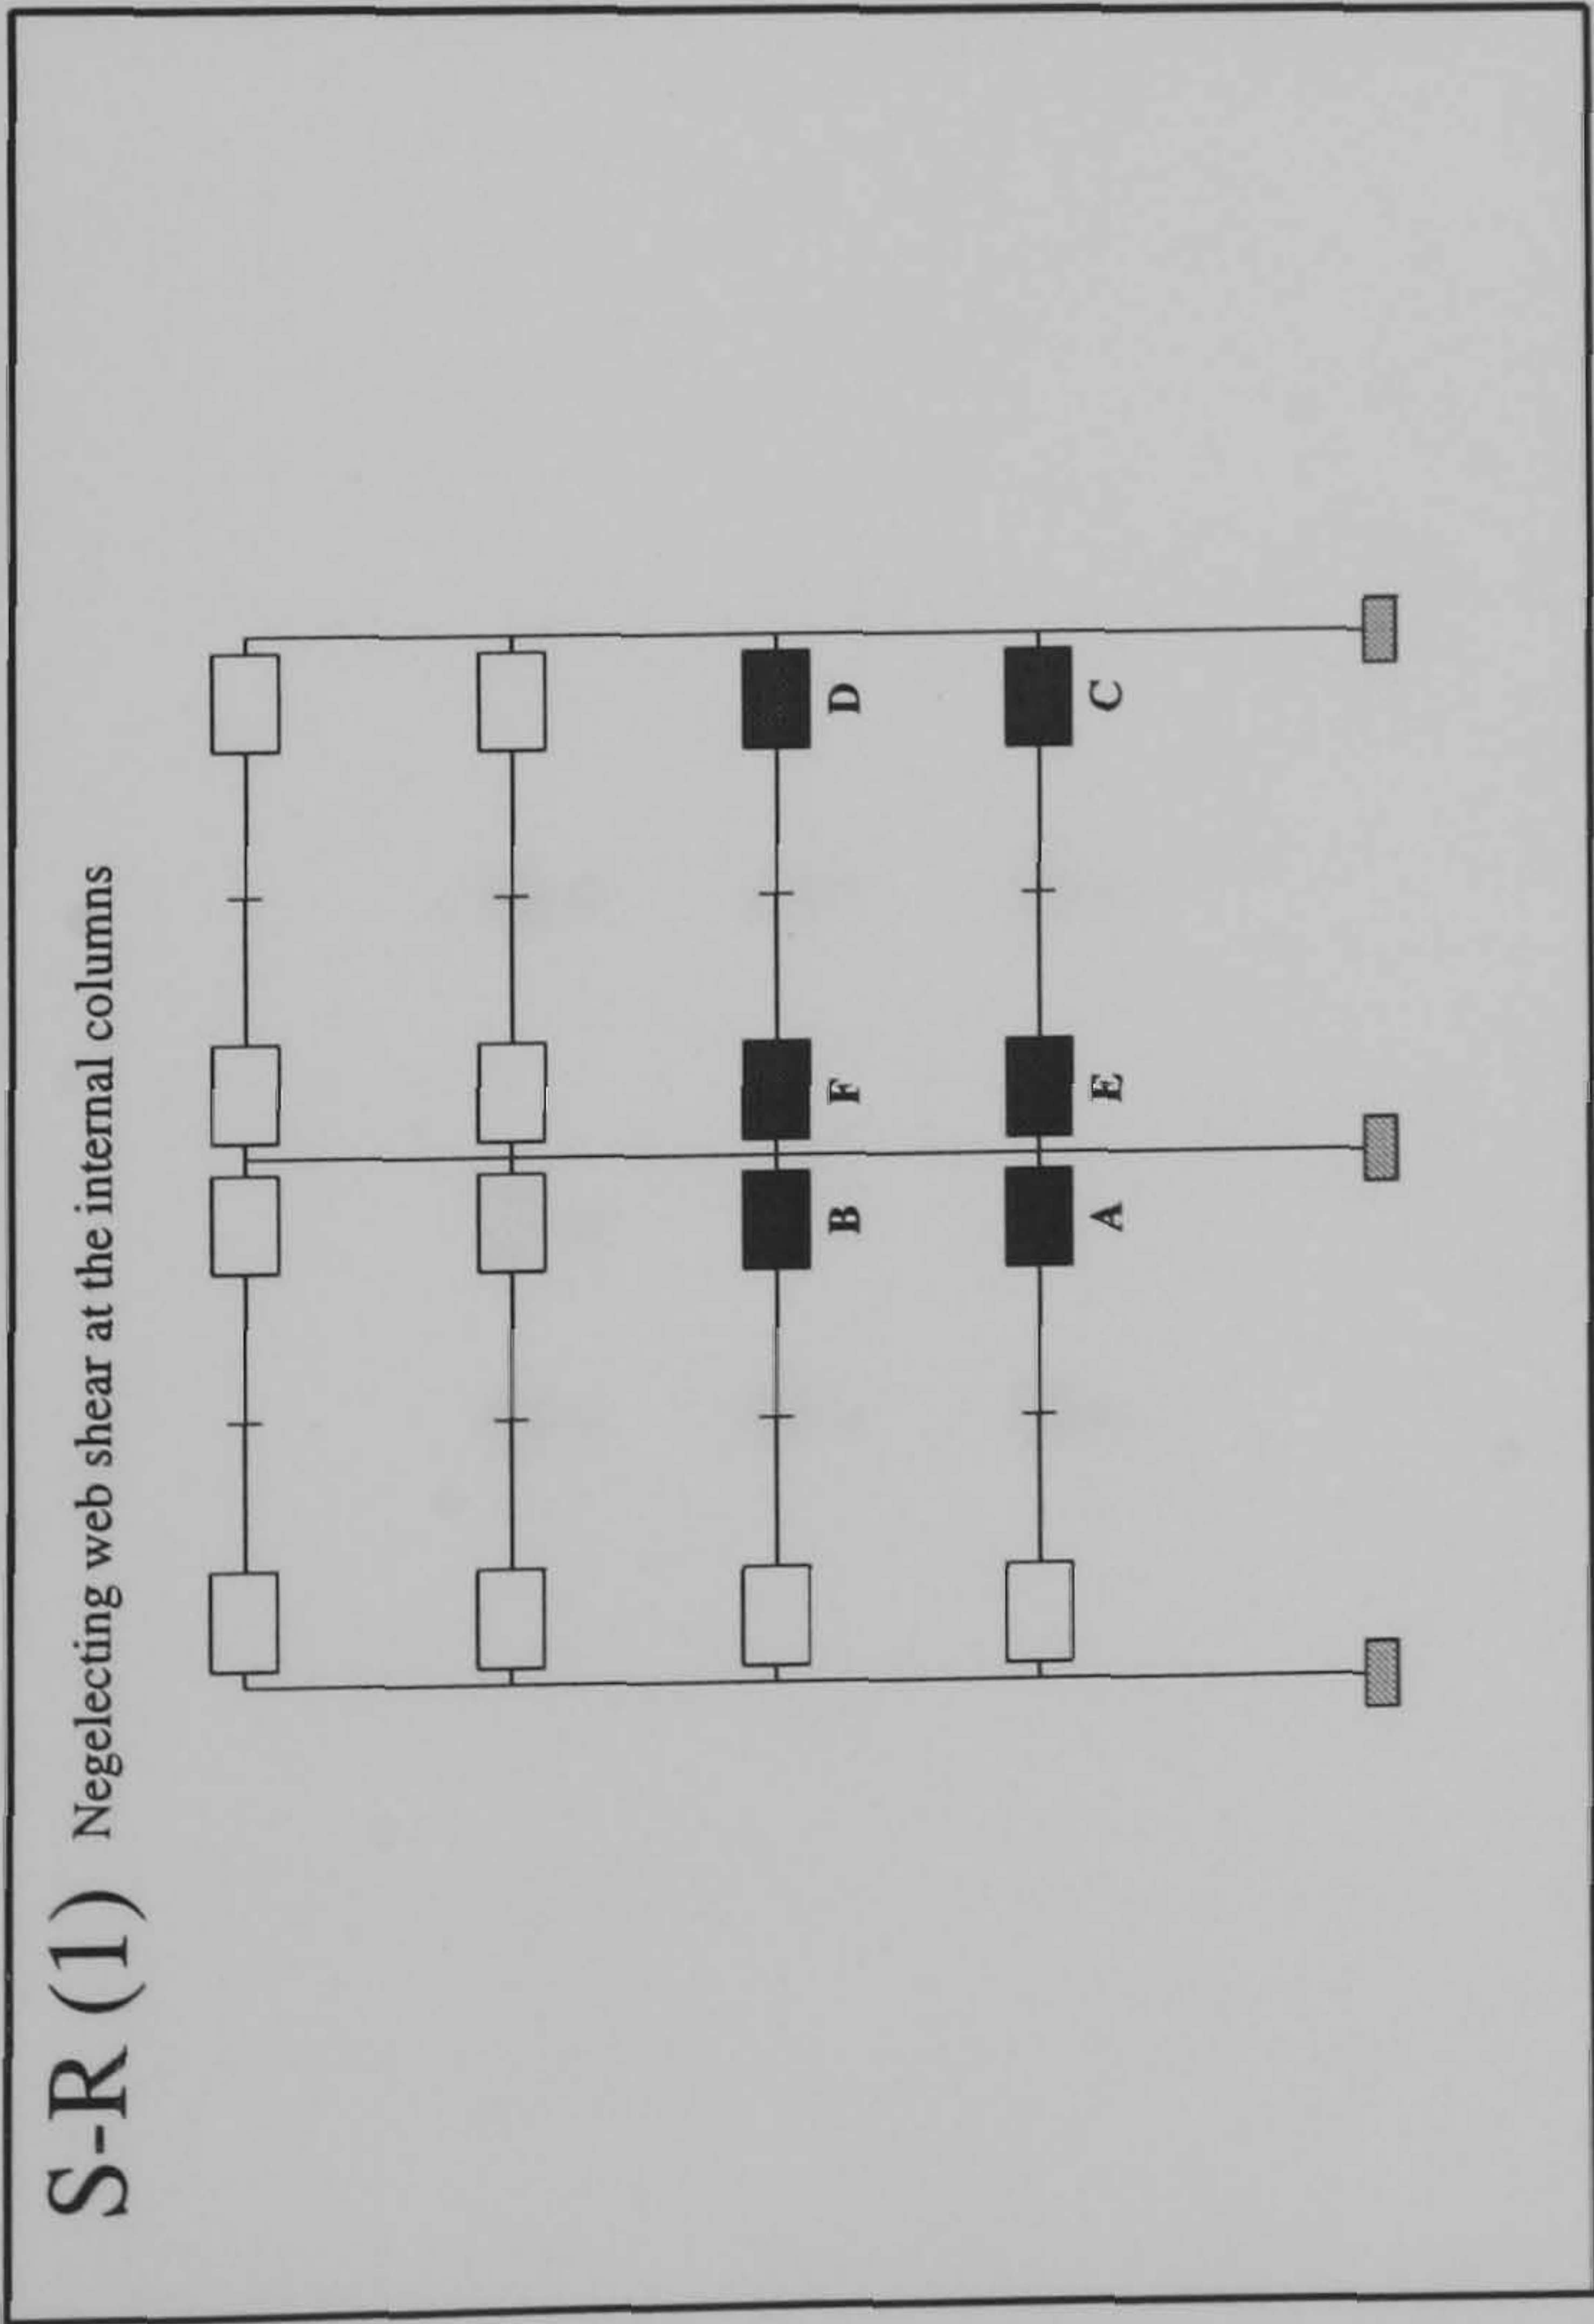 S-R (1) Negelecting web shear at the internal columns
B F D
A E C